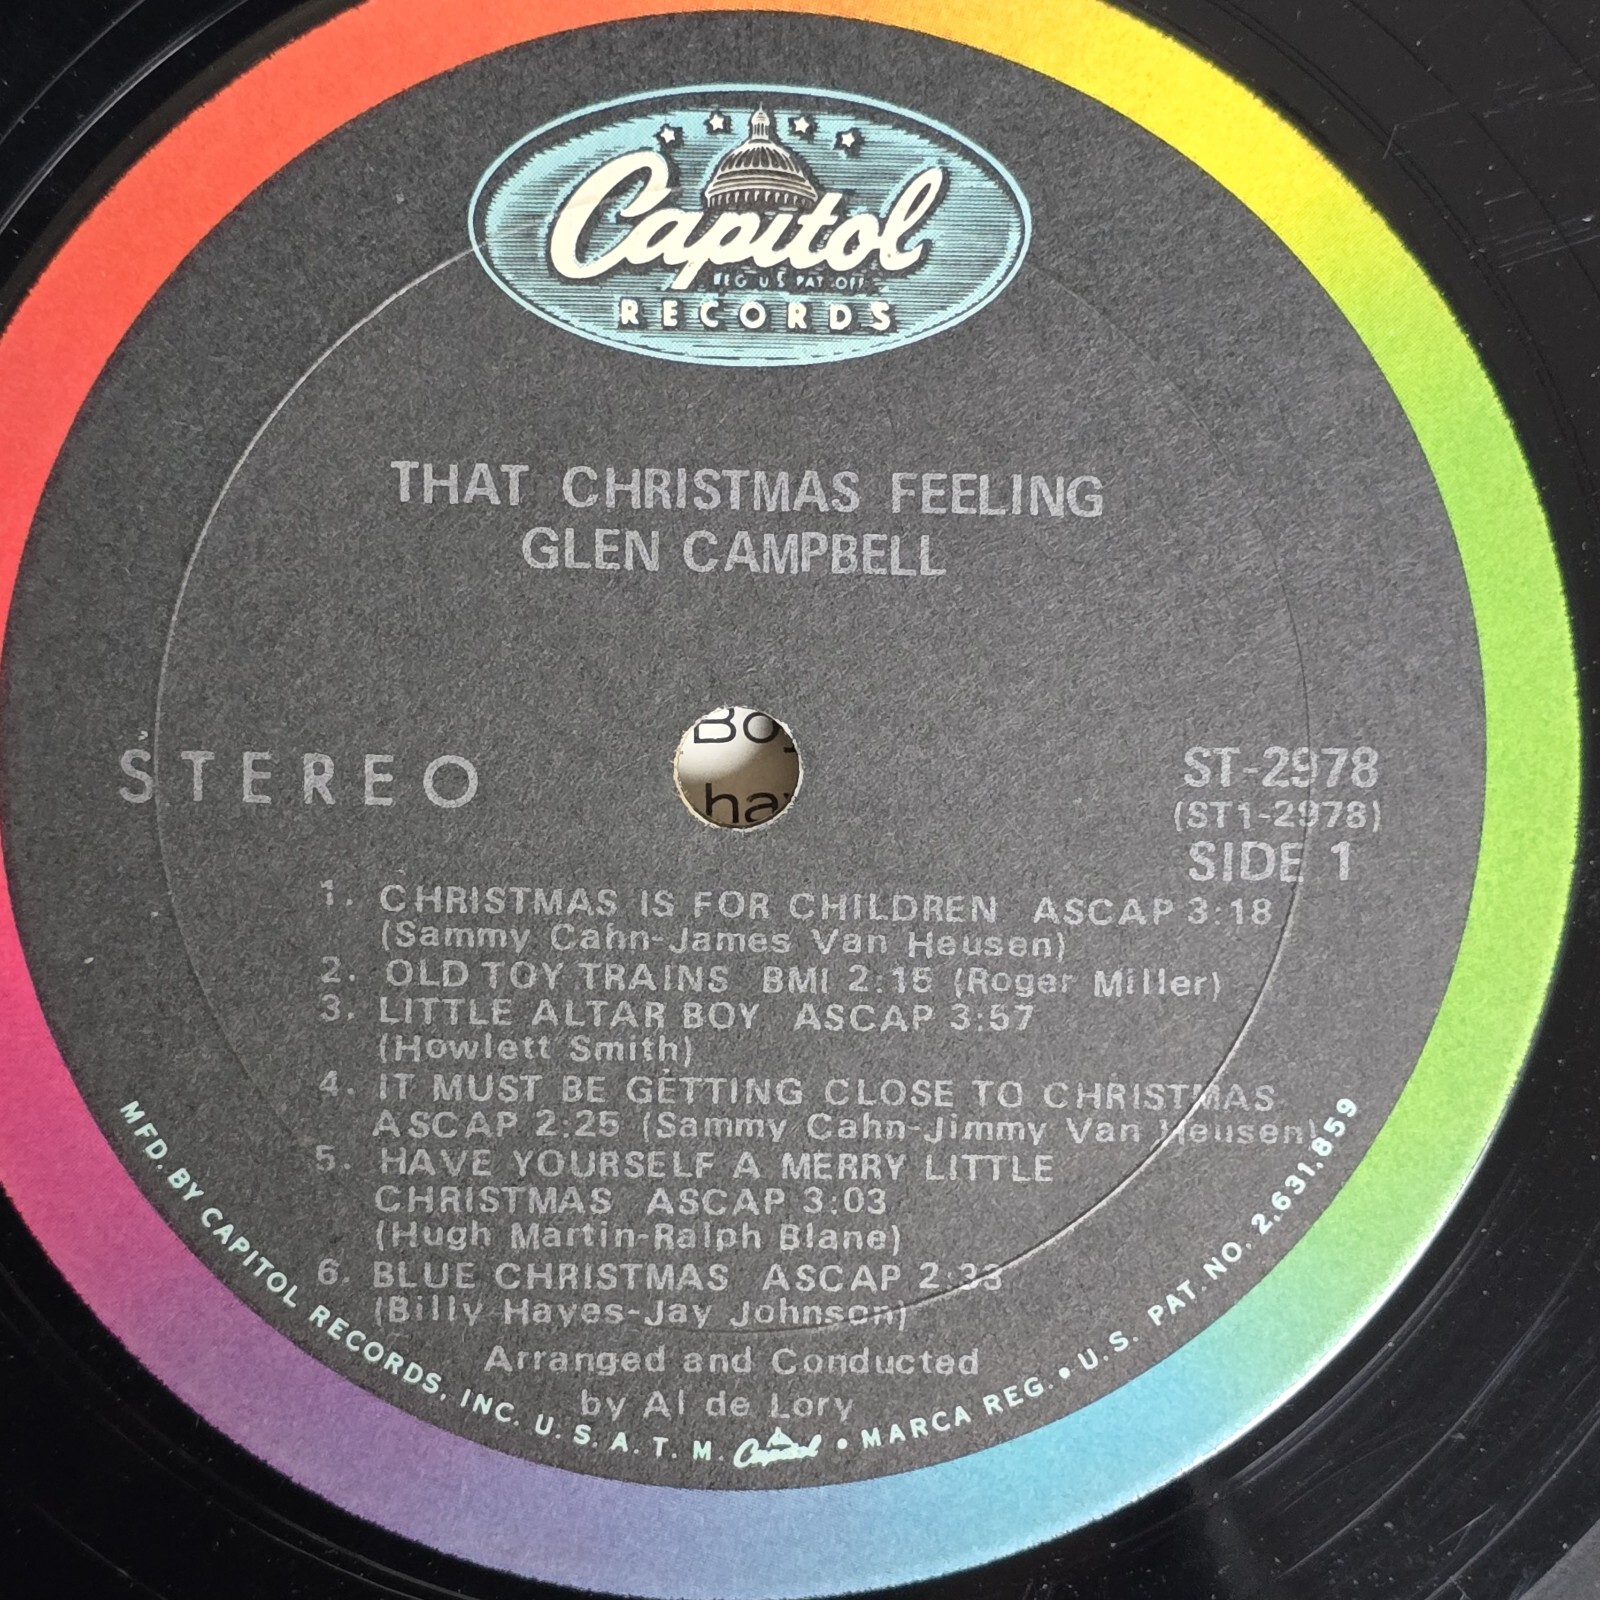 Capitol
REG U S PAT OFF
RECORDS
THAT CHRISTMAS FEELING
GLEN CAMPBELL
STEREO
ST-2978
(ST1-2978)
SIDE 1
1. CHRISTMAS IS FOR CHILDREN ASCAP 3:18
(Sammy Cahn-James Van Heusen)
2. OLD TOY TRAINS BMI 2:15 (Roger Miller)
3. LITTLE ALTAR BOY ASCAP 3:57
(Howlett Smith)
4. IT MUST BE GETTING CLOSE TO CHRISTMAS
ASCAP 2:25 (Sammy Cahn-Jimmy Van Heusen)
5. HAVE YOURSELF A MERRY LITTLE
CHRISTMAS ASCAP 3:03
(Hugh Martin-Ralph Blane)
6. BLUE CHRISTMAS ASCAP 2:33
(Billy Hayes-Jay Johnson)
Arranged and Conducted
by Al de Lory
MFD. BY CAPITOL RECORDS, INC. U. S. A. T. M. Capitol • MARCA REG. • U.S. PAT. NO. 2,631,859